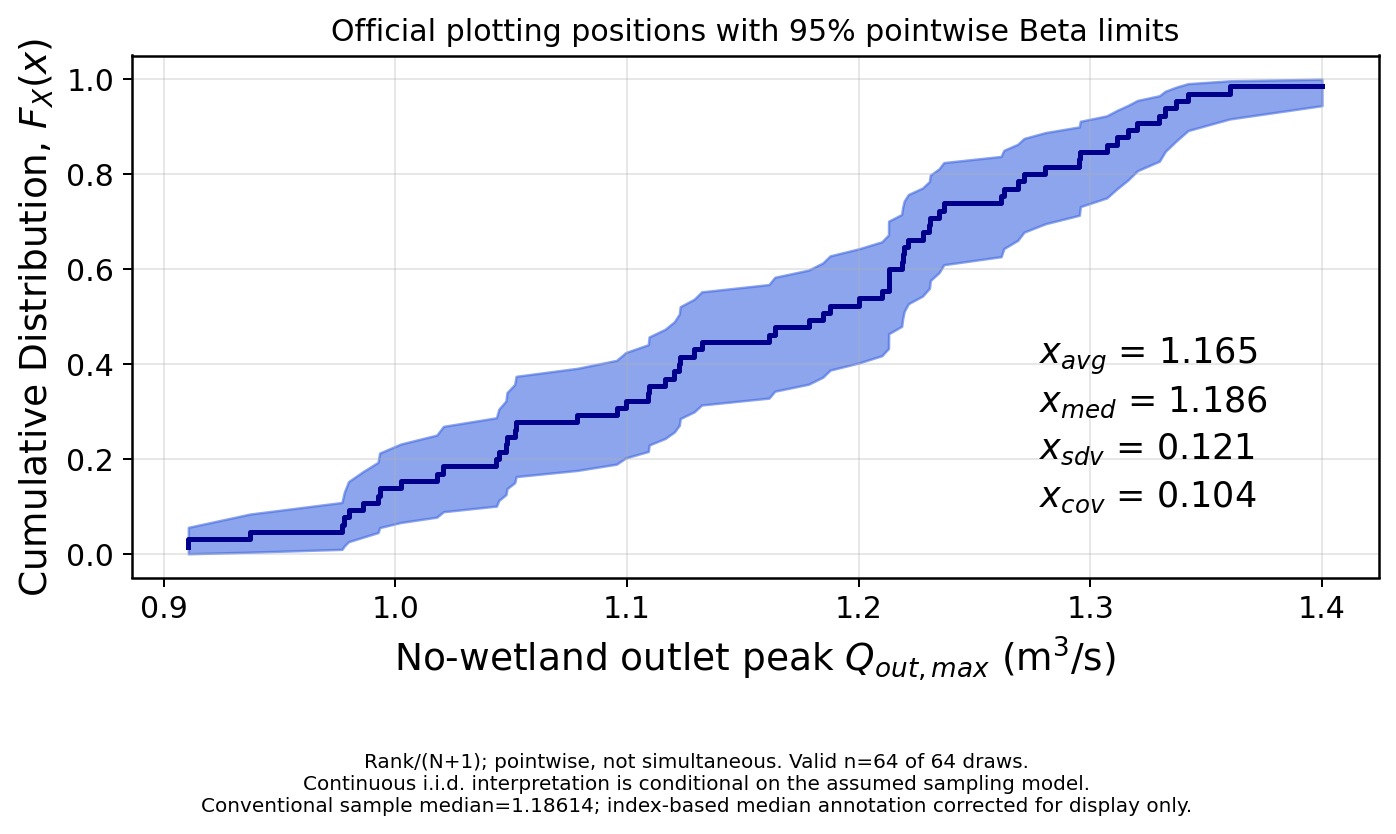 Official plotting positions with 95% pointwise Beta limits
Cumulative Distribution, F_X(x)
1.0
0.8
0.6
0.4
0.2
0.0
x_avg = 1.165
x_med = 1.186
x_sdv = 0.121
x_cov = 0.104
0.9 1.0 1.1 1.2 1.3 1.4
No-wetland outlet peak Q_out,max (m³/s)
Rank/(N+1); pointwise, not simultaneous. Valid n=64 of 64 draws.
Continuous i.i.d. interpretation is conditional on the assumed sampling model.
Conventional sample median=1.18614; index-based median annotation corrected for display only.